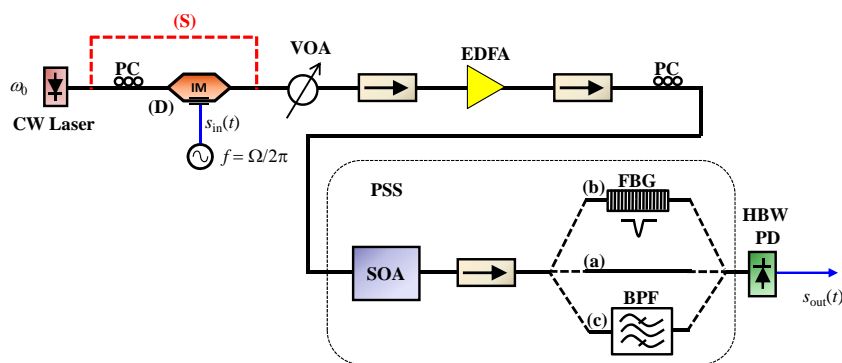 (S)
VOA
EDFA
PC
PC
ω0
IM
(D)
CW Laser
sin(t)
f = Ω/2π
PSS
(b)
FBG
HBW
PD
SOA
(a)
BPF
(c)
sout(t)